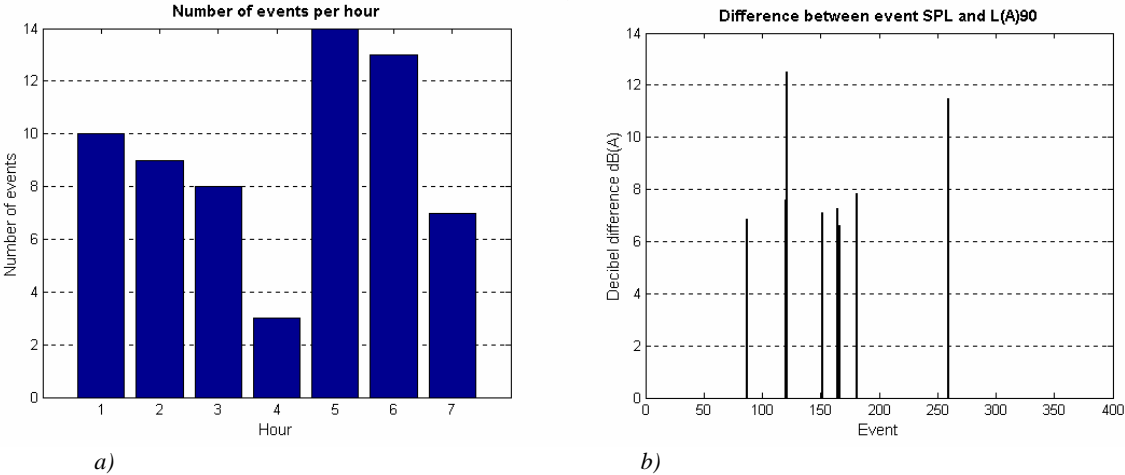 Number of events per hour
14
12
10
8
6
4
2
0
Number of events
1 2 3 4 5 6 7
Hour
a)
Difference between event SPL and L(A)90
14
12
10
8
6
4
2
0
Decibel difference dB(A)
0 50 100 150 200 250 300 350 400
Event
b)